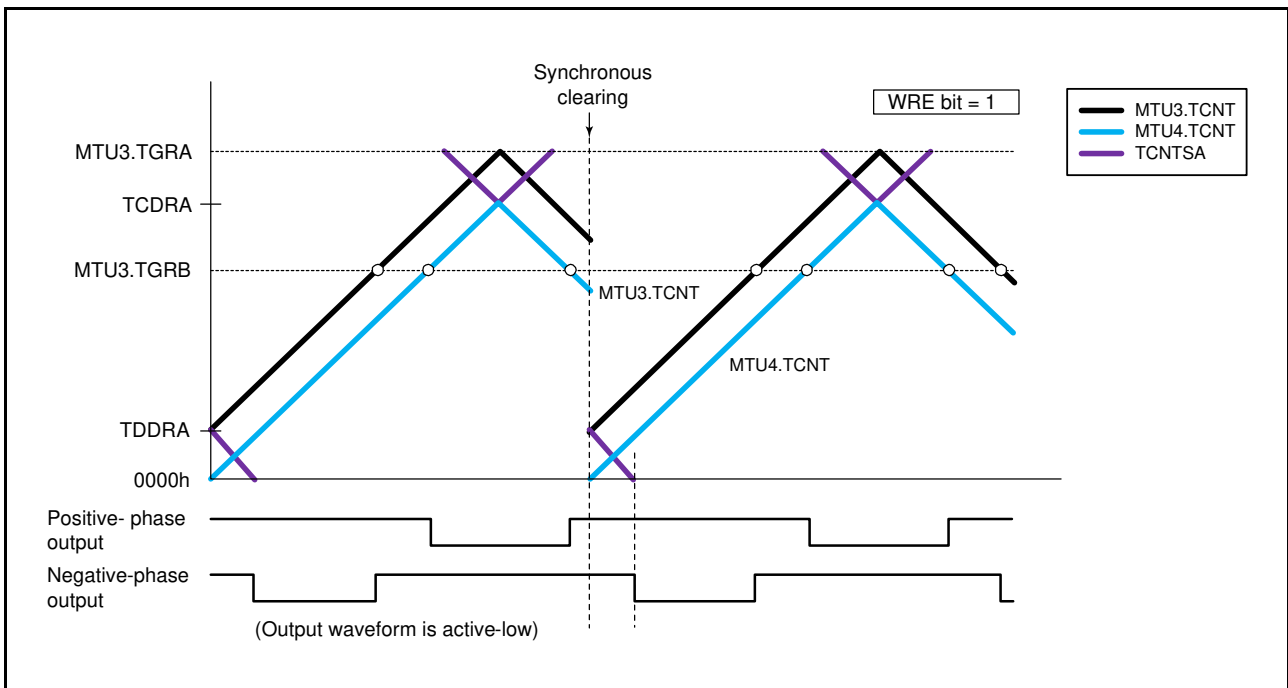 Synchronous
clearing
WRE bit = 1
MTU3.TCNT
MTU4.TCNT
TCNTSA
MTU3.TGRA
TCDRA
MTU3.TGRB
MTU3.TCNT
MTU4.TCNT
TDDRA
0000h
Positive- phase
output
Negative-phase
output
(Output waveform is active-low)